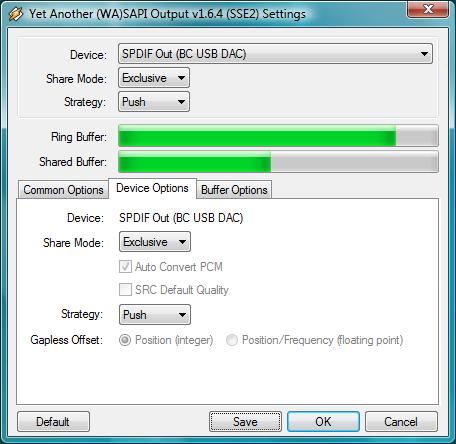 Yet Another (WA)SAPI Output v1.6.4 (SSE2) Settings
Device: SPDIF Out (BC USB DAC)
Share Mode: Exclusive
Strategy: Push
Ring Buffer:
Shared Buffer:
Common Options Device Options Buffer Options
Device: SPDIF Out (BC USB DAC)
Share Mode: Exclusive
Auto Convert PCM
SRC Default Quality
Strategy: Push
Gapless Offset: Position (integer) Position/Frequency (floating point)
Default Save OK Cancel